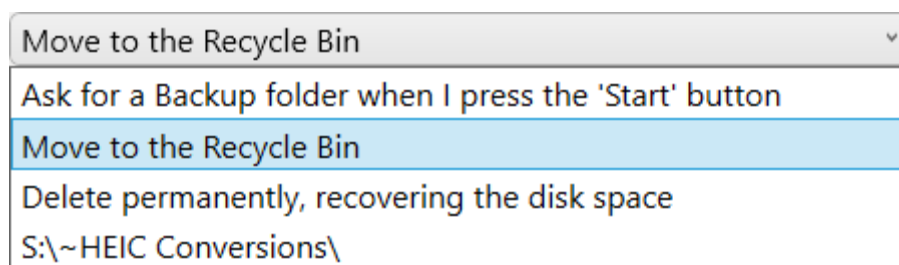 Move to the Recycle Bin
Ask for a Backup folder when I press the 'Start' button
Move to the Recycle Bin
Delete permanently, recovering the disk space
S:\~HEIC Conversions\